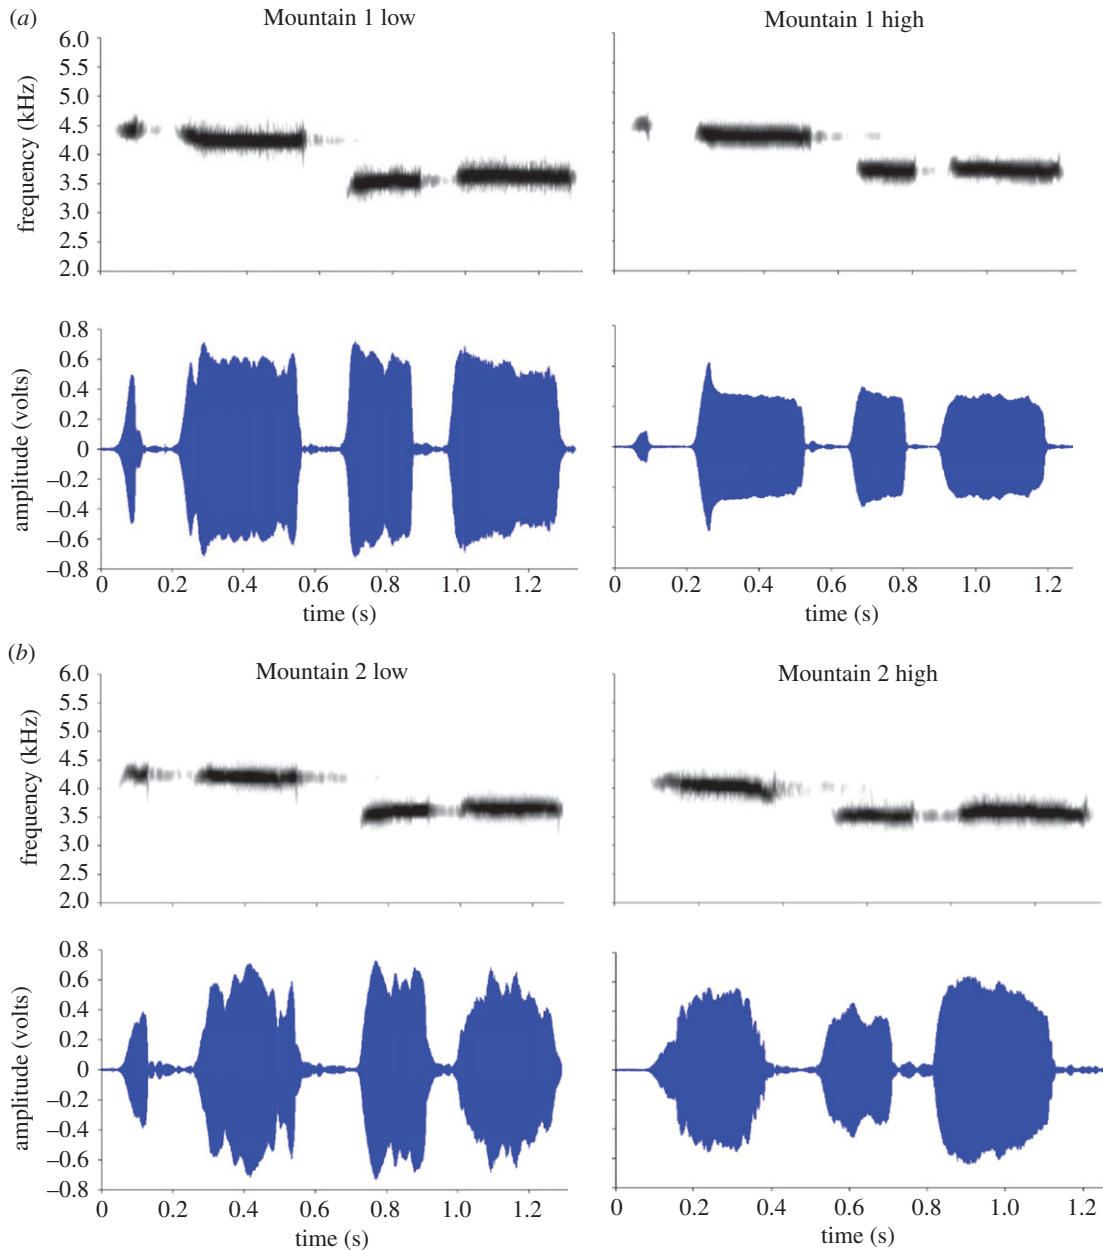 (a)
Mountain 1 low
Mountain 1 high
frequency (kHz)
6.0
5.5
5.0
4.5
4.0
3.5
3.0
2.5
2.0
amplitude (volts)
0.8
0.6
0.4
0.2
0
–0.2
–0.4
–0.6
–0.8
0 0.2 0.4 0.6 0.8 1.0 1.2
time (s)
0 0.2 0.4 0.6 0.8 1.0 1.2
time (s)
(b)
Mountain 2 low
Mountain 2 high
frequency (kHz)
6.0
5.5
5.0
4.5
4.0
3.5
3.0
2.5
2.0
amplitude (volts)
0.8
0.6
0.4
0.2
0
–0.2
–0.4
–0.6
–0.8
0 0.2 0.4 0.6 0.8 1.0 1.2
time (s)
0 0.2 0.4 0.6 0.8 1.0 1.2
time (s)